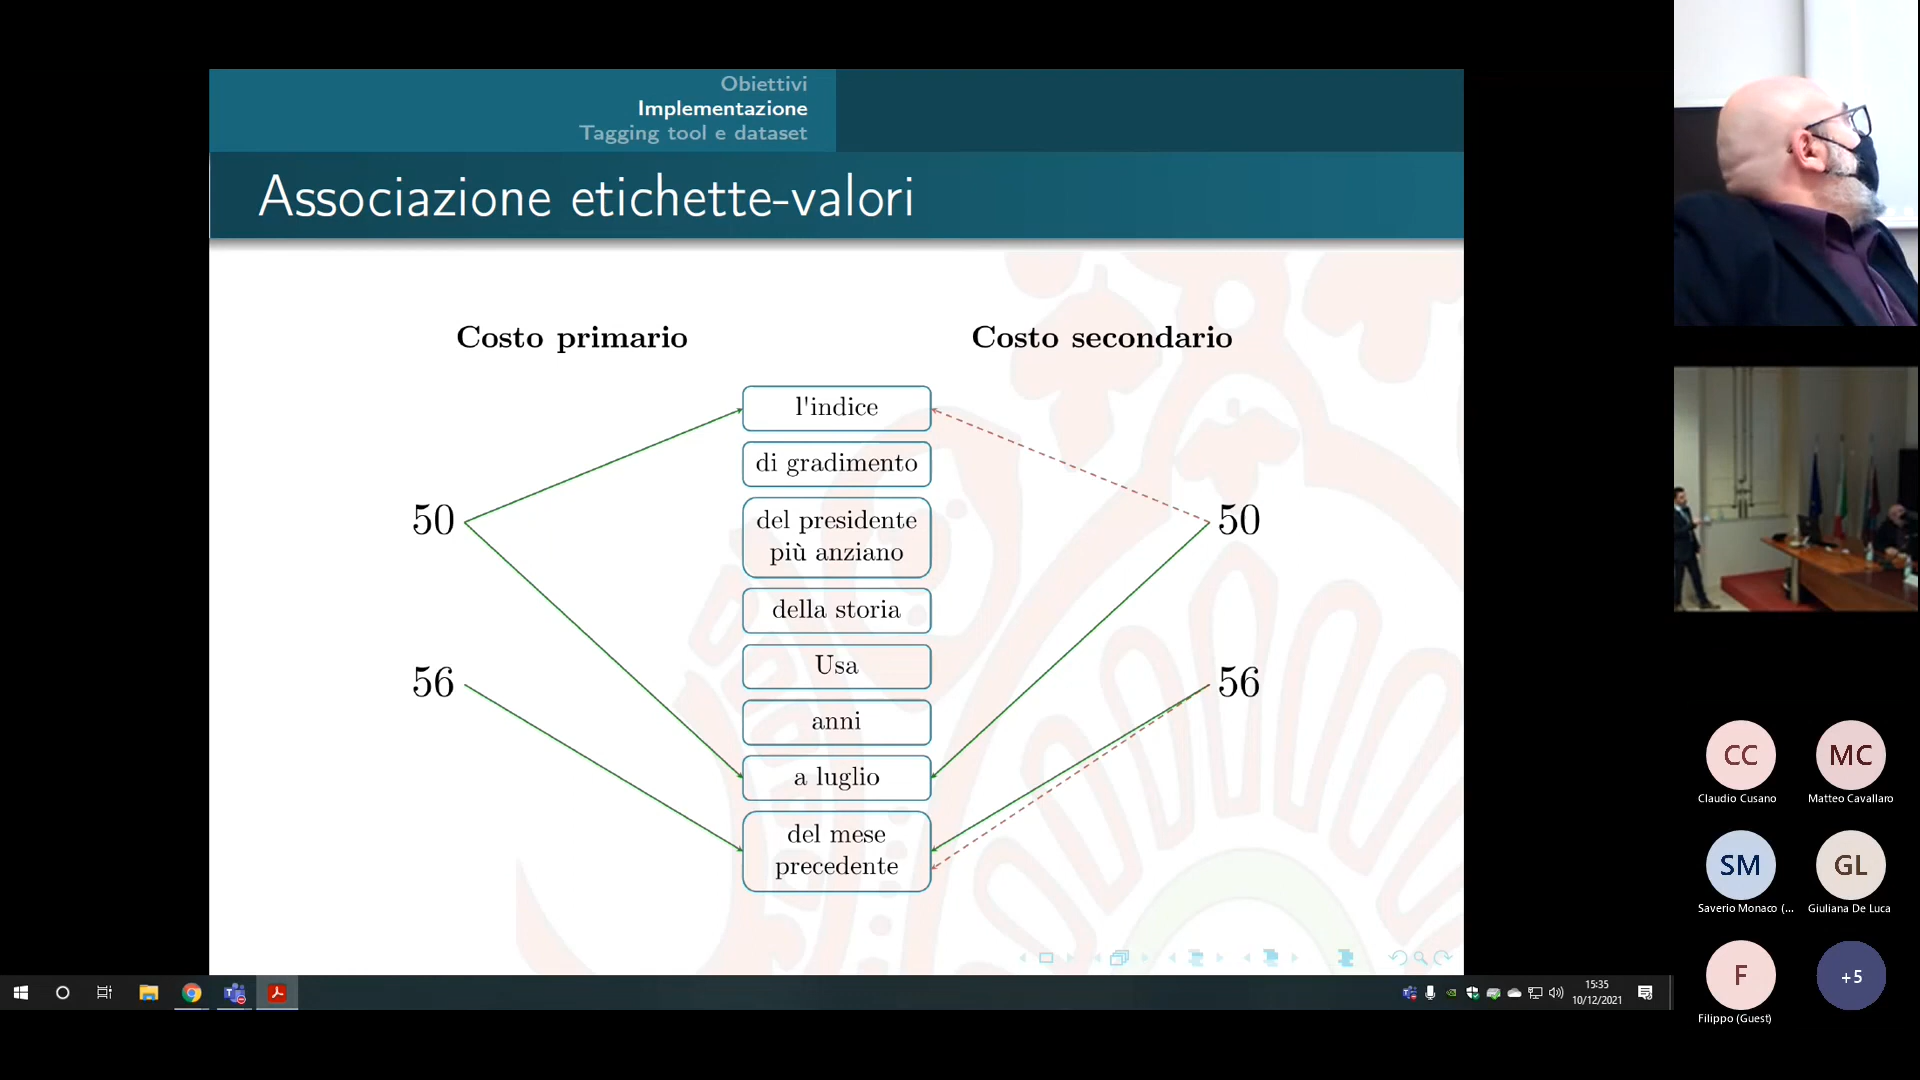 Obiettivi
Implementazione
Tagging tool e dataset
Associazione etichette-valori
Costo primario
Costo secondario
l'indice
di gradimento
del presidente
più anziano
della storia
Usa
anni
a luglio
del mese
precedente
50
56
50
56
CC
Claudio Cusano
MC
Matteo Cavallaro
SM
Saverio Monaco (...
GL
Giuliana De Luca
F
Filippo (Guest)
+5
15:35
10/12/2021